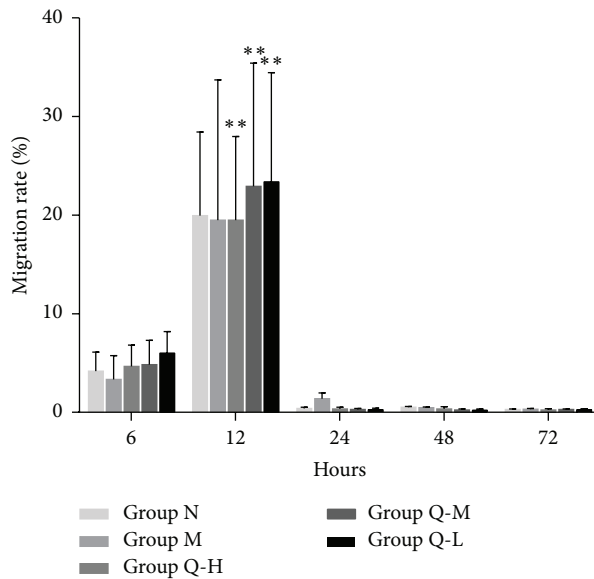 40
30
20
10
0
Migration rate (%)
**
**
**
6 12 24 48 72
Hours
Group N
Group M
Group Q-H
Group Q-M
Group Q-L